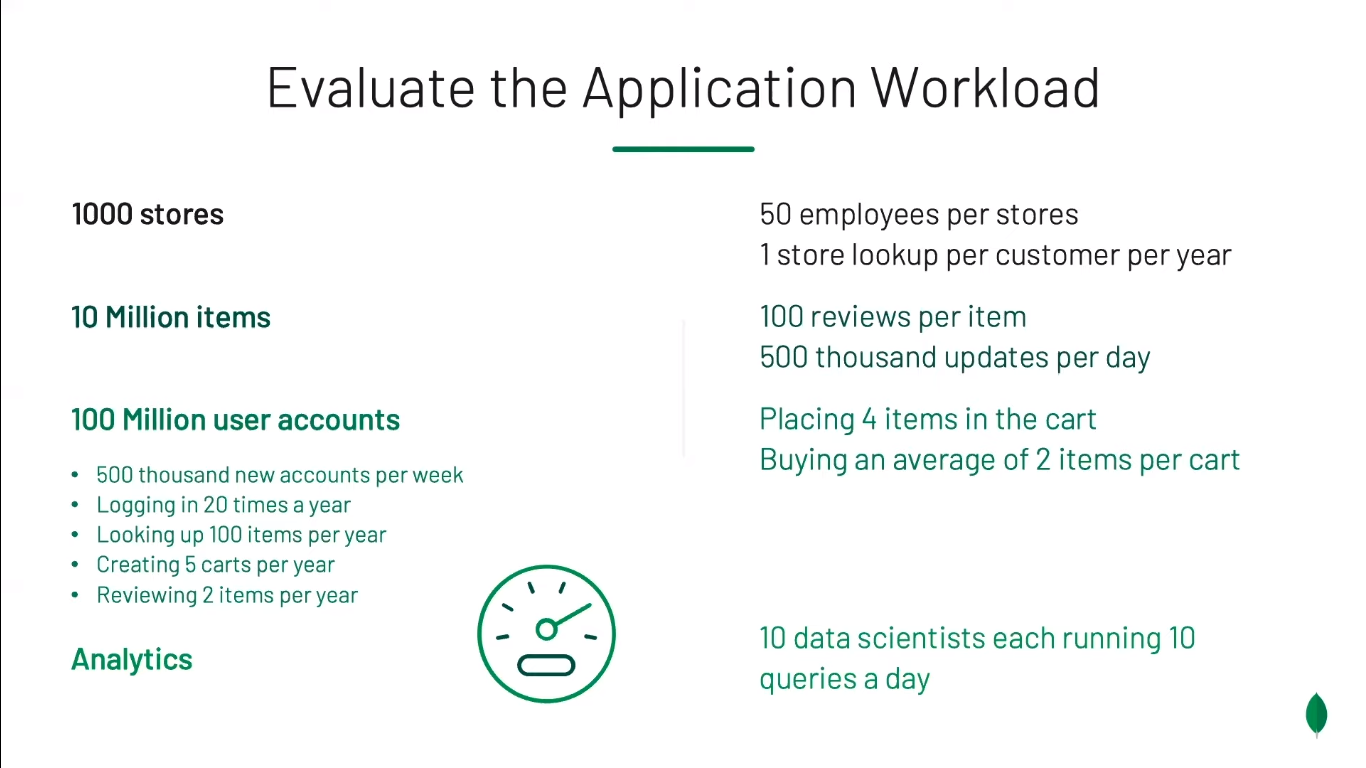 Evaluate the Application Workload
1000 stores
50 employees per stores
1 store lookup per customer per year
10 Million items
100 reviews per item
500 thousand updates per day
100 Million user accounts
• 500 thousand new accounts per week
• Logging in 20 times a year
• Looking up 100 items per year
• Creating 5 carts per year
• Reviewing 2 items per year
Placing 4 items in the cart
Buying an average of 2 items per cart
Analytics
10 data scientists each running 10
queries a day